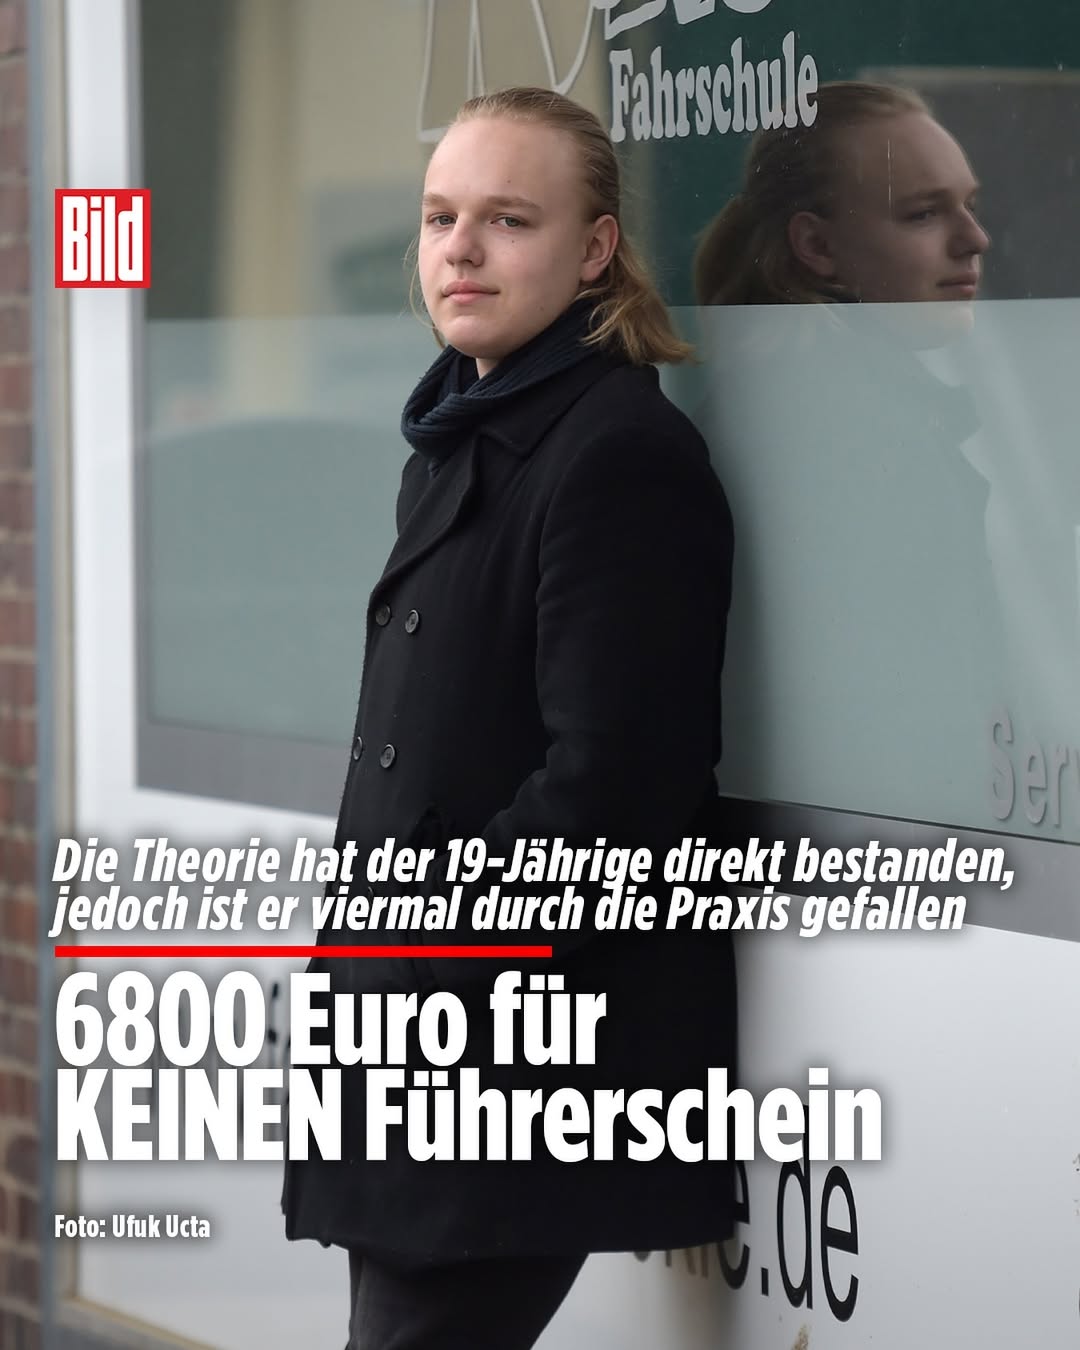 Fahrschule
Bild
Die Theorie hat der 19-Jährige direkt bestanden,
jedoch ist er viermal durch die Praxis gefallen
6800 Euro für
KEINEN Führerschein
Foto: Ufuk Ucta
.de